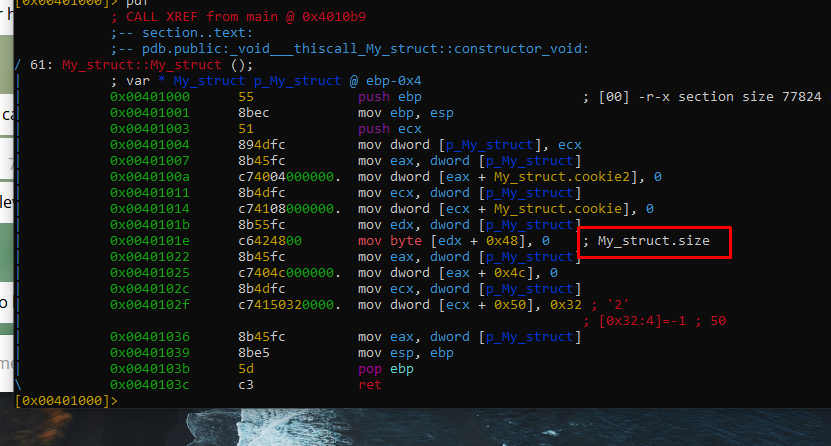 [0x00401000]> pdf
; CALL XREF from main @ 0x4010b9
;-- section..text:
;-- pdb.public:_void___thiscall_My_struct::constructor_void:
/ 61: My_struct::My_struct ();
| ; var * My_struct p_My_struct @ ebp-0x4
| 0x00401000 55 push ebp ; [00] -r-x section size 77824
| 0x00401001 8bec mov ebp, esp
| 0x00401003 51 push ecx
| 0x00401004 894dfc mov dword [p_My_struct], ecx
| 0x00401007 8b45fc mov eax, dword [p_My_struct]
| 0x0040100a c74004000000. mov dword [eax + My_struct.cookie2], 0
| 0x00401011 8b4dfc mov ecx, dword [p_My_struct]
| 0x00401014 c74108000000. mov dword [ecx + My_struct.cookie], 0
| 0x0040101b 8b55fc mov edx, dword [p_My_struct]
| 0x0040101e c6424800 mov byte [edx + 0x48], 0 ; My_struct.size
| 0x00401022 8b45fc mov eax, dword [p_My_struct]
| 0x00401025 c7404c000000. mov dword [eax + 0x4c], 0
| 0x0040102c 8b4dfc mov ecx, dword [p_My_struct]
| 0x0040102f c74150320000. mov dword [ecx + 0x50], 0x32 ; '2'
| ; [0x32:4]=-1 ; 50
| 0x00401036 8b45fc mov eax, dword [p_My_struct]
| 0x00401039 8be5 mov esp, ebp
| 0x0040103b 5d pop ebp
\ 0x0040103c c3 ret
[0x00401000]>